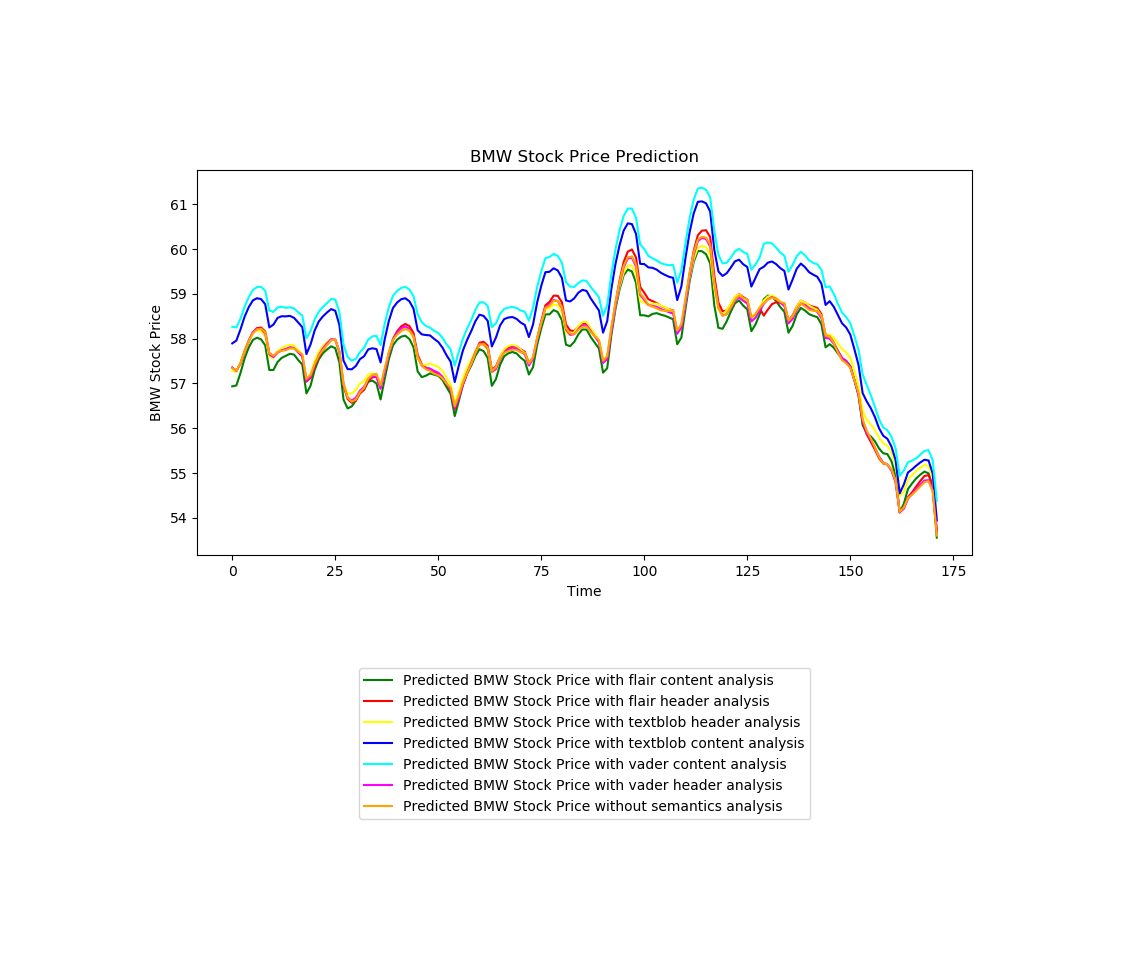 BMW Stock Price Prediction
BMW Stock Price
61
60
59
58
57
56
55
54
0 25 50 75 100 125 150 175
Time
Predicted BMW Stock Price with flair content analysis
Predicted BMW Stock Price with flair header analysis
Predicted BMW Stock Price with textblob header analysis
Predicted BMW Stock Price with textblob content analysis
Predicted BMW Stock Price with vader content analysis
Predicted BMW Stock Price with vader header analysis
Predicted BMW Stock Price without semantics analysis